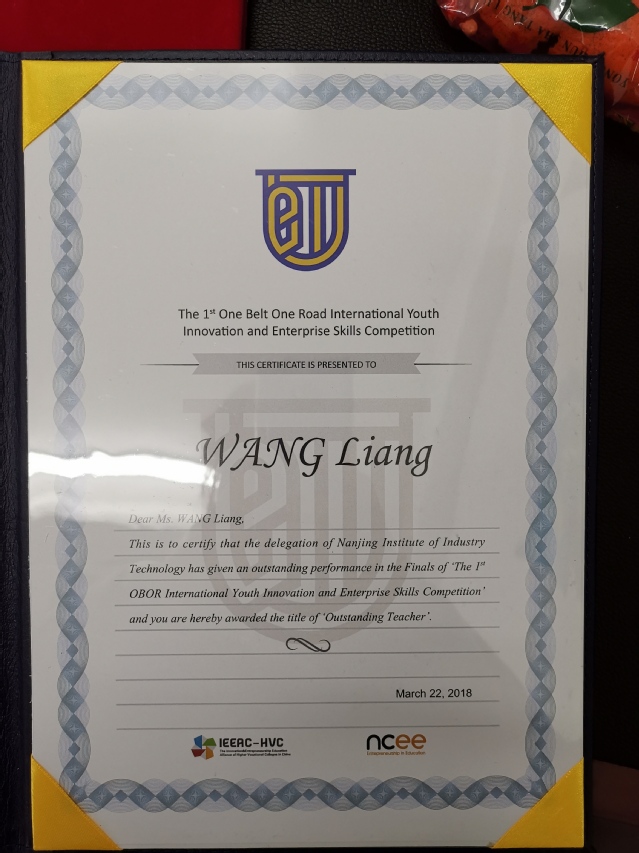 The 1st One Belt One Road International Youth
Innovation and Enterprise Skills Competition
THIS CERTIFICATE IS PRESENTED TO
WANG Liang
Dear Ms. WANG Liang,
This is to certify that the delegation of Nanjing Institute of Industry
Technology has given an outstanding performance in the Finals of 'The 1st
OBOR International Youth Innovation and Enterprise Skills Competition'
and you are hereby awarded the title of 'Outstanding Teacher'.
March 22, 2018
IEEAC-HVC
ncee
Entrepreneurship in Education